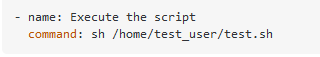 - name: Execute the script
  command: sh /home/test_user/test.sh